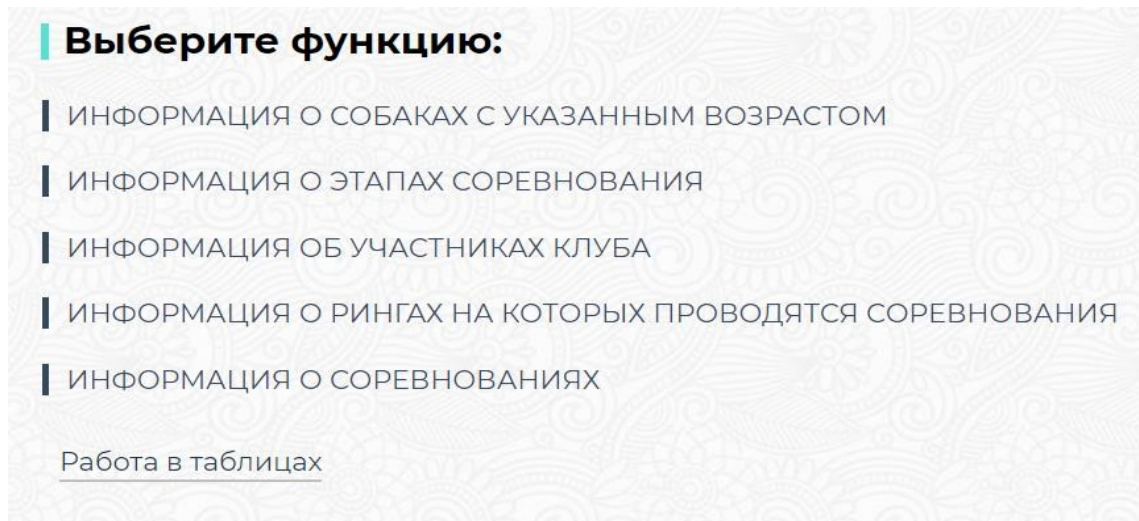 Выберите функцию:
ИНФОРМАЦИЯ О СОБАКАХ С УКАЗАННЫМ ВОЗРАСТОМ
ИНФОРМАЦИЯ О ЭТАПАХ СОРЕВНОВАНИЯ
ИНФОРМАЦИЯ ОБ УЧАСТНИКАХ КЛУБА
ИНФОРМАЦИЯ О РИНГАХ НА КОТОРЫХ ПРОВОДЯТСЯ СОРЕВНОВАНИЯ
ИНФОРМАЦИЯ О СОРЕВНОВАНИЯХ
Работа в таблицах